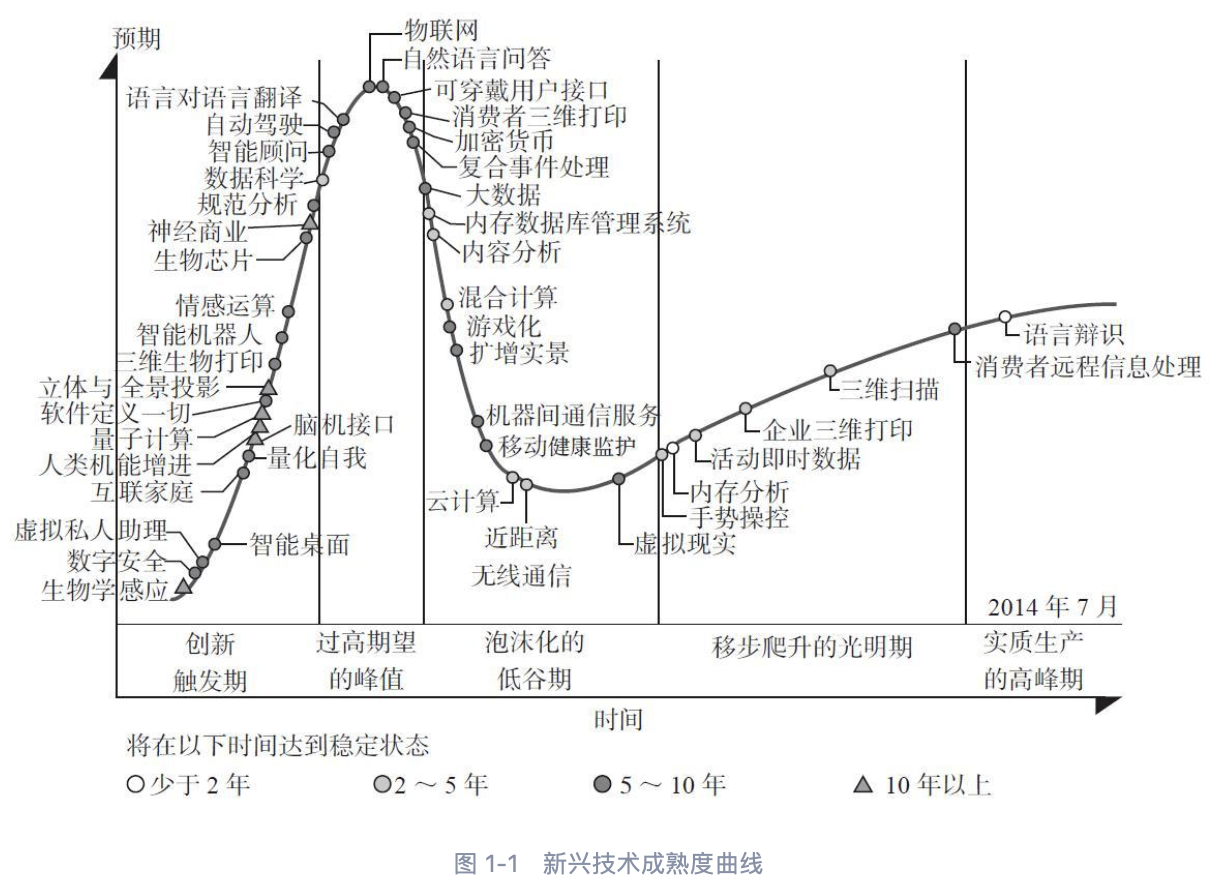 预期
物联网
自然语言问答
可穿戴用户接口
消费者三维打印
加密货币
复合事件处理
大数据
内存数据库管理系统
内容分析
语言对语言翻译
自动驾驶
智能顾问
数据科学
规范分析
神经商业
生物芯片
情感运算
智能机器人
三维生物打印
立体与 全景投影
软件定义一切
量子计算
人类机能增进
互联家庭
脑机接口
量化自我
虚拟私人助理
数字安全
生物学感应
智能桌面
混合计算
游戏化
扩增实景
机器间通信服务
移动健康监护
云计算
近距离
无线通信
虚拟现实
手势操控
内存分析
活动即时数据
企业三维打印
三维扫描
消费者远程信息处理
语言辩识
2014 年 7 月
创新
触发期
过高期望
的峰值
泡沫化的
低谷期
移步爬升的光明期
实质生产
的高峰期
时间
将在以下时间达到稳定状态
少于 2 年
2～5 年
5～10 年
10 年以上
图 1-1 新兴技术成熟度曲线